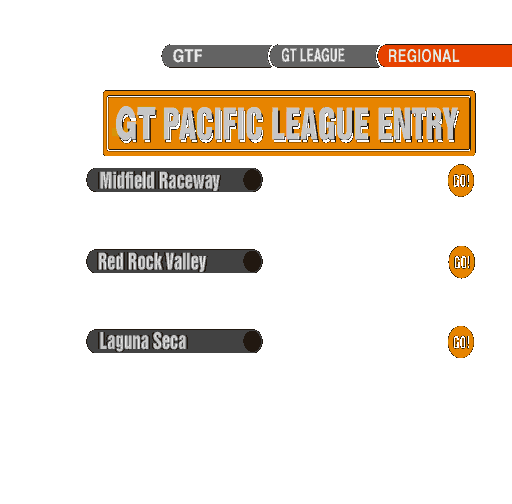 GTF GT LEAGUE REGIONAL
GT PACIFIC LEAGUE ENTRY
Midfield Raceway GO!
Red Rock Valley GO!
Laguna Seca GO!